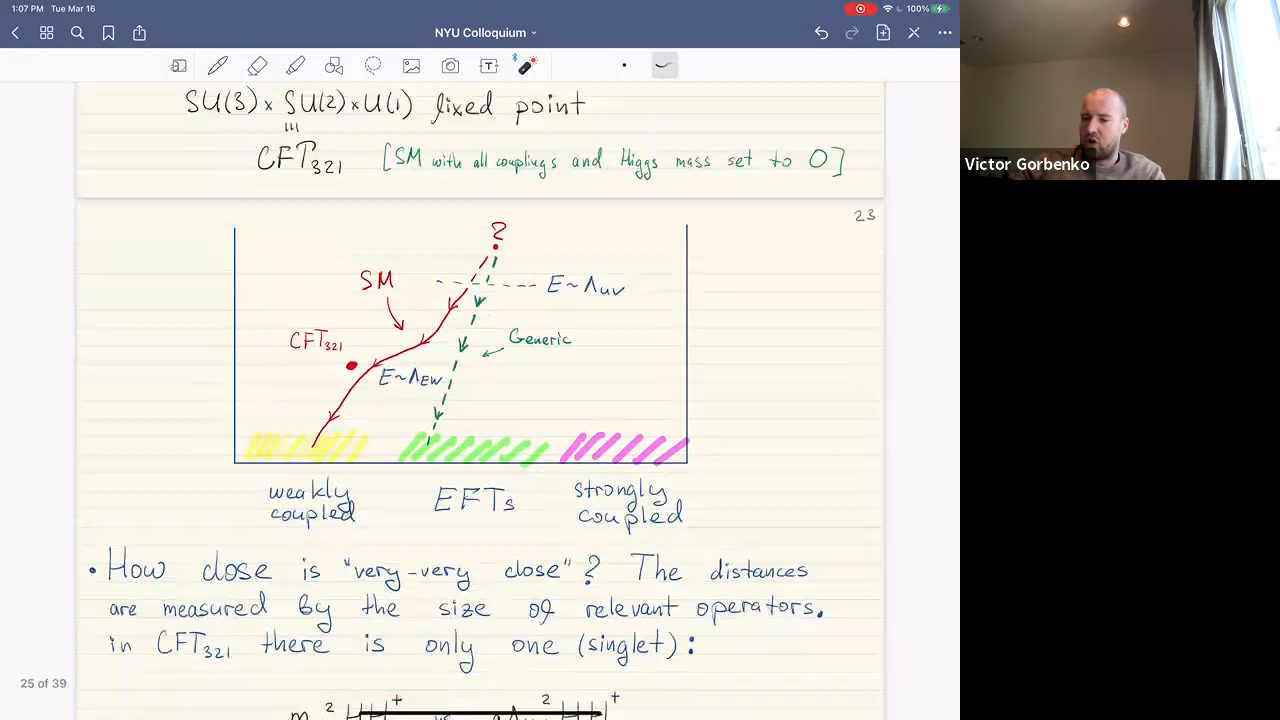 1:07 PM Tue Mar 16
100%
NYU Colloquium
SU(3) × SU(2) × U(1) fixed point
CFT321 [SM with all couplings and Higgs mass set to 0]
23
?
SM
E~ΛUV
CFT321
Generic
E~ΛEW
weakly coupled
EFTs
strongly coupled
• How close is "very-very close"? The distances
are measured by the size of relevant operators.
in CFT321 there is only one (singlet):
25 of 39
Victor Gorbenko